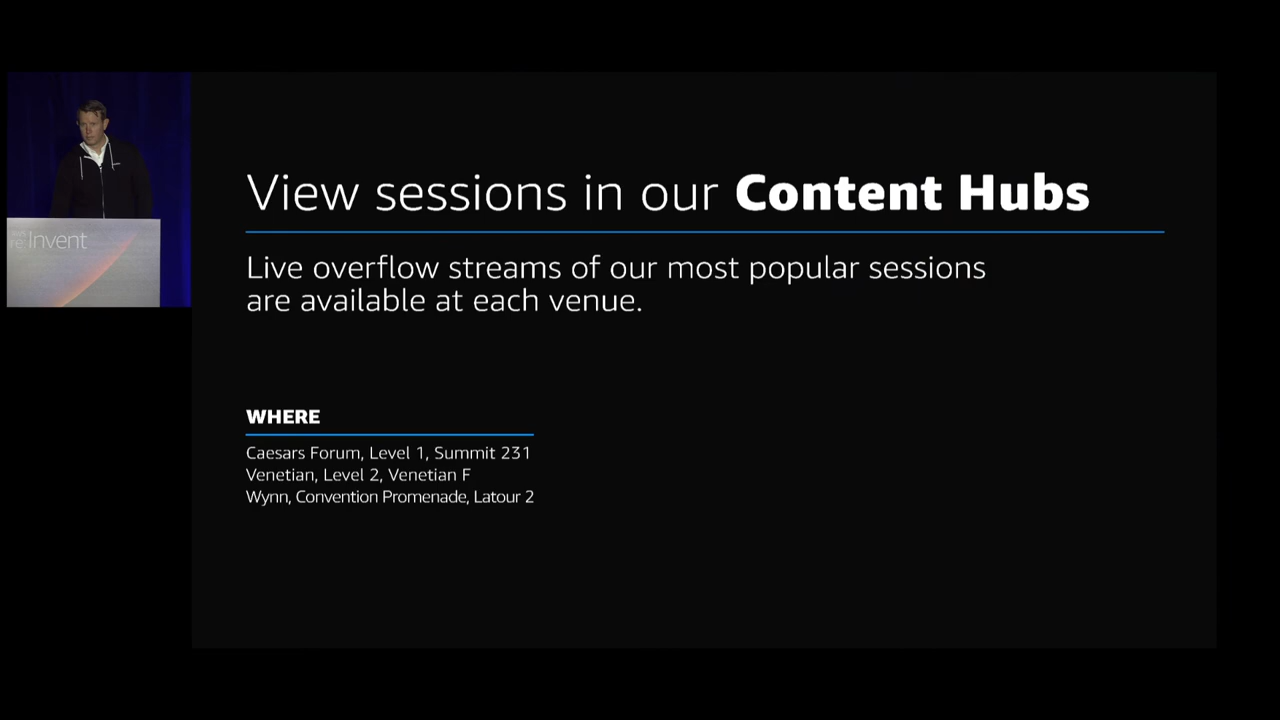 re:Invent
View sessions in our Content Hubs
Live overflow streams of our most popular sessions
are available at each venue.
WHERE
Caesars Forum, Level 1, Summit 231
Venetian, Level 2, Venetian F
Wynn, Convention Promenade, Latour 2